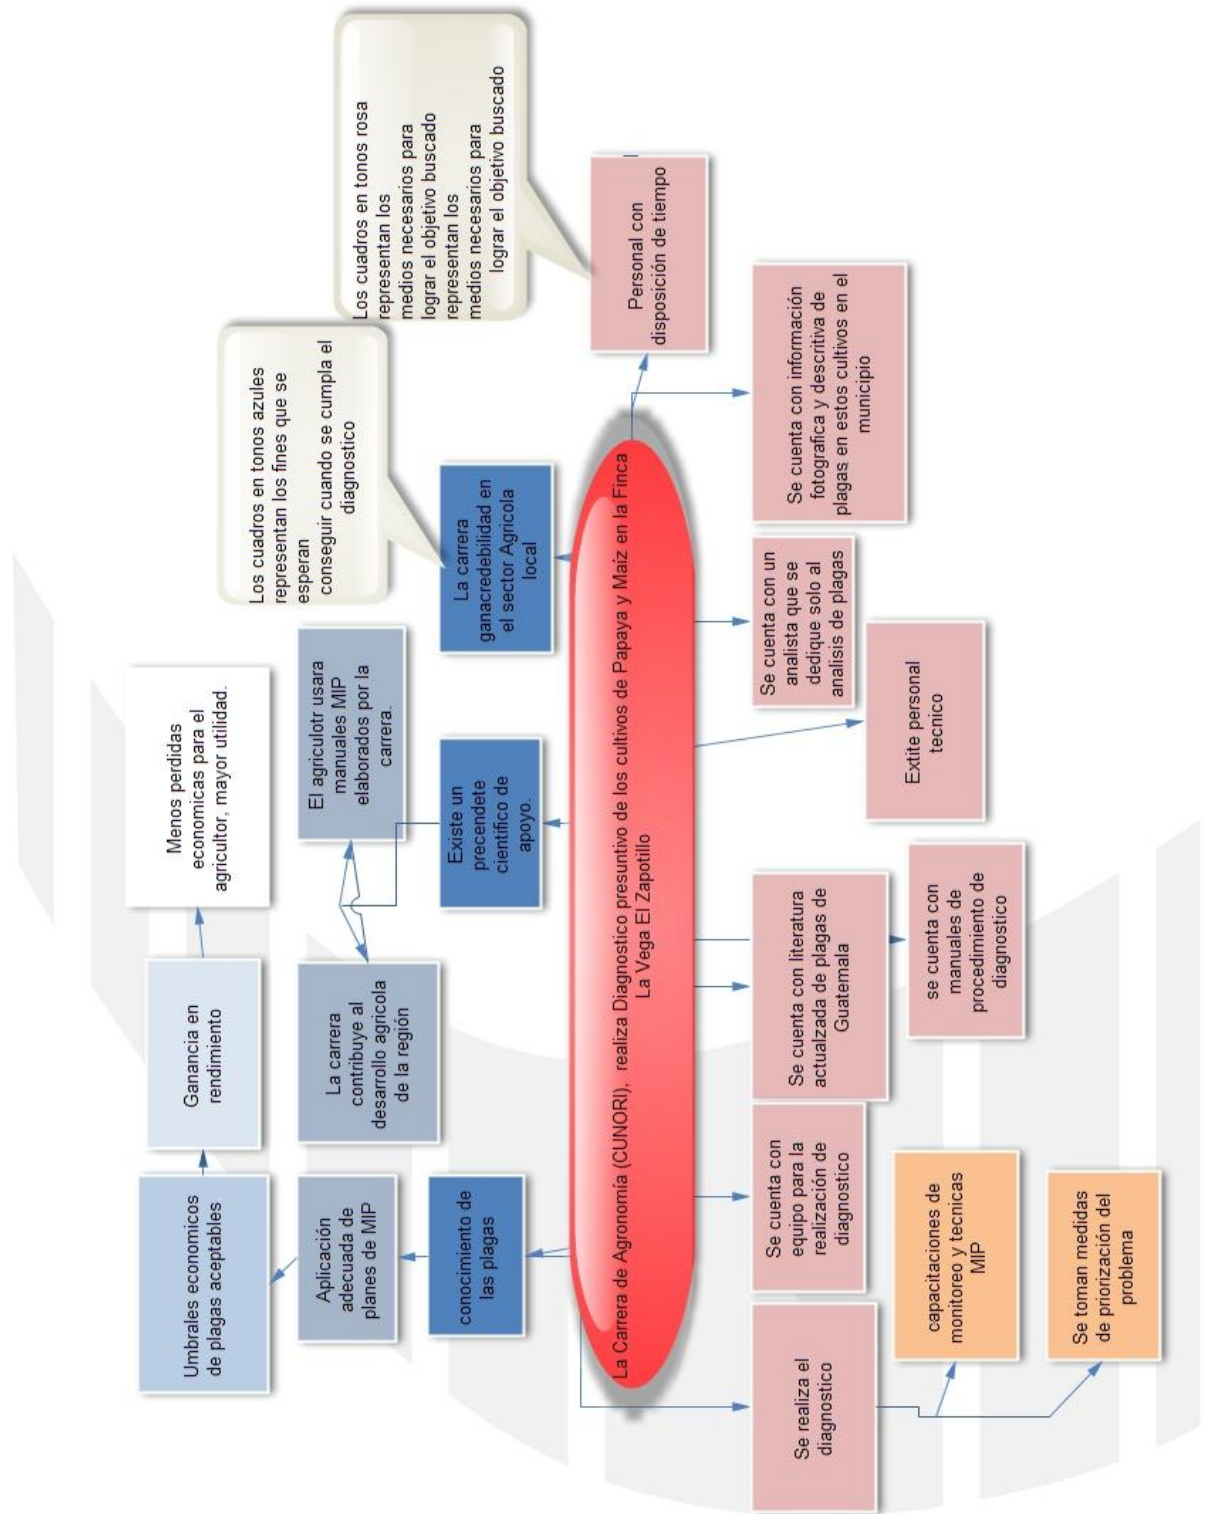 Los cuadros en tonos rosa
representan los
medios necesarios para
lograr el objetivo buscado
representan los
medios necesarios para
lograr el objetivo buscado
Los cuadros en tonos azules
representan los fines que se
esperan
conseguir cuando se cumpla el
diagnostico
Menos perdidas
economicas para el
agricultor, mayor utilidad.
Ganancia en
rendimiento
Umbrales economicos
de plagas aceptables
El agriculotr usara
manuales MIP
elaborados por la
carrera.
La carrera
contribuye al
desarrollo agricola
de la región
Aplicación
adecuada de
planes de MIP
La carrera
ganacredebilidad en
el sector Agricola
local
Existe un
precendete
cientifico de
apoyo.
conocimiento de
las plagas
La Carrera de Agronomía (CUNORI), realiza Diagnostico presuntivo de los cultivos de Papaya y Maíz en la Finca
La Vega El Zapotillo
Personal con
disposición de tiempo
Se cuenta con información
fotografica y descritiva de
plagas en estos cultivos en el
municipio
Se cuenta con un
analista que se
dedique solo al
analisis de plagas
Extite personal
tecnico
Se cuenta con literatura
actualzada de plagas de
Guatemala
se cuenta con
manuales de
procedimiento de
diagnostico
Se cuenta con
equipo para la
realización de
diagnostico
Se realiza el
diagnostico
capacitaciones de
monitoreo y tecnicas
MIP
Se toman medidas
de priorización del
problema